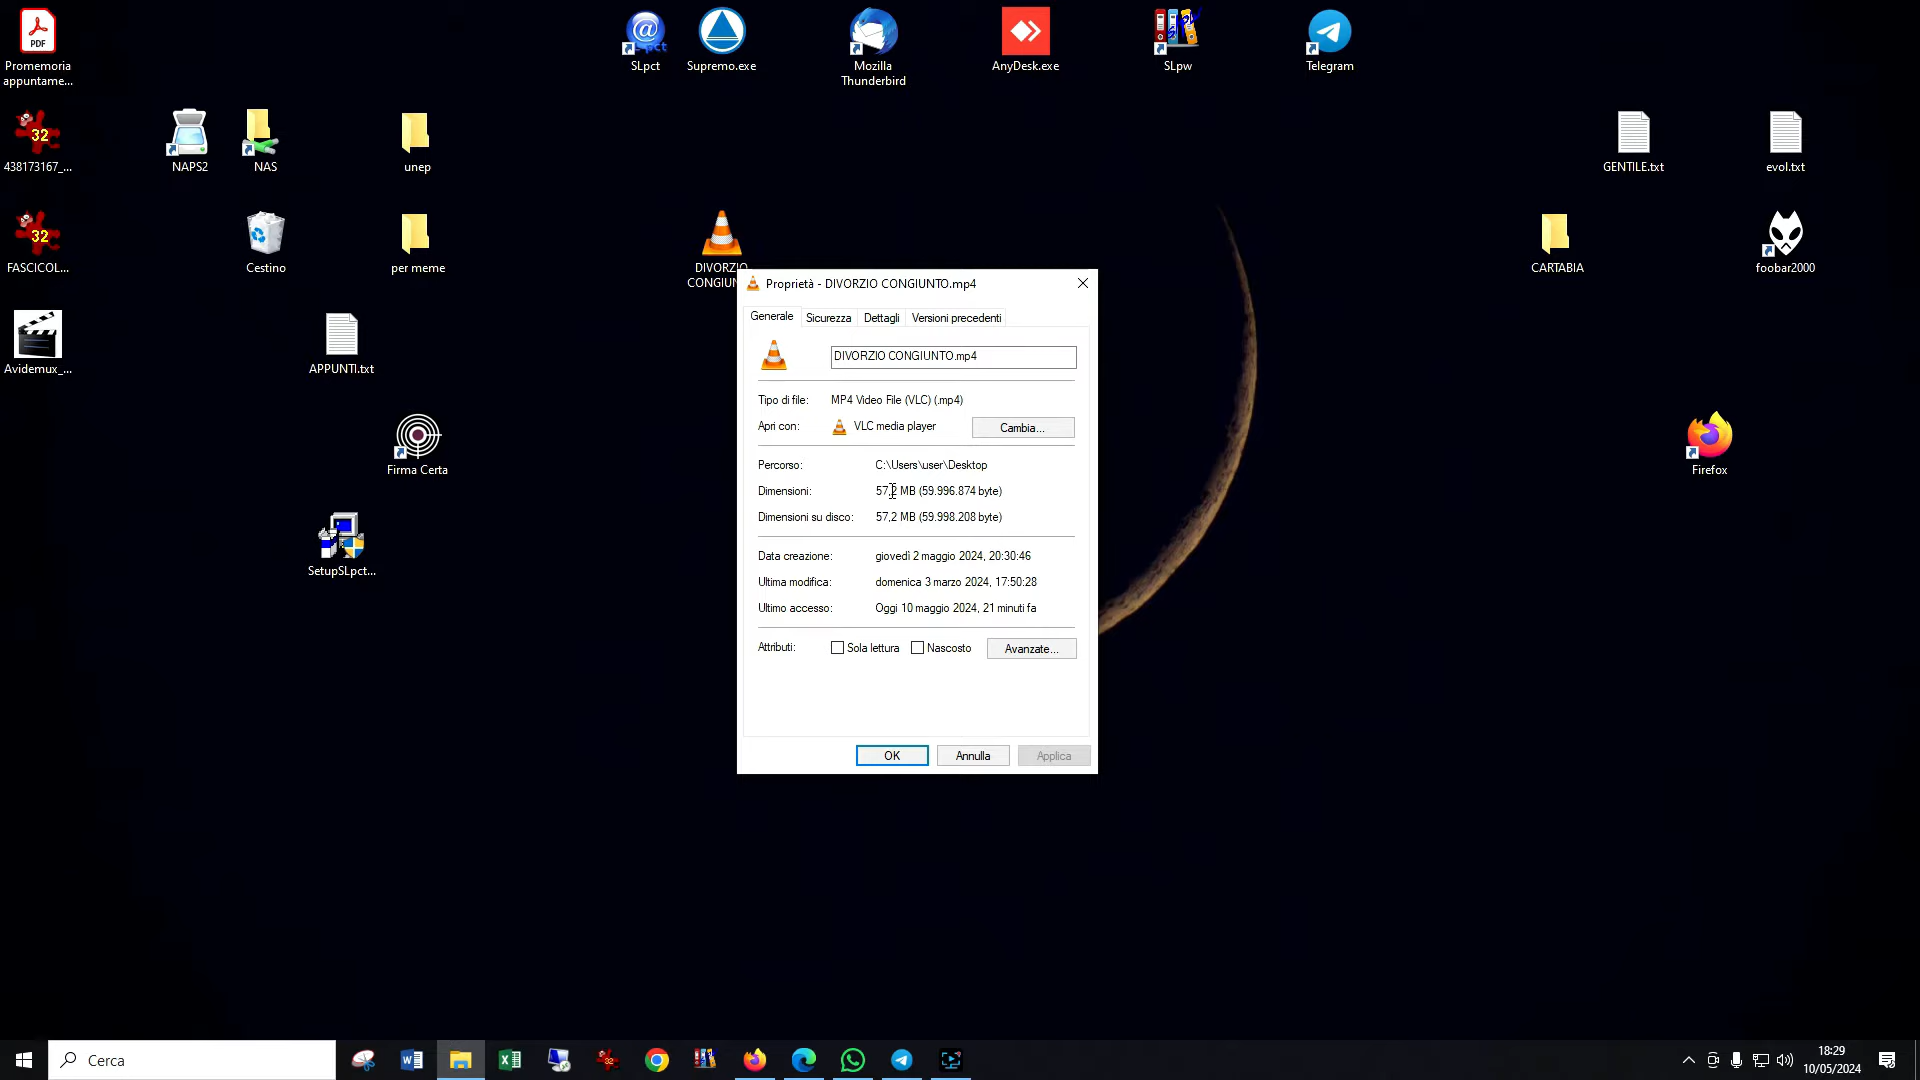 Promemoria
appuntame...
SLpct
Supremo.exe
Mozilla
Thunderbird
AnyDesk.exe
SLpw
Telegram
438173167_...
NAPS2
NAS
unep
GENTILE.txt
evol.txt
FASCICOL...
Cestino
per meme
DIVORZIO
CARTABIA
foobar2000
Avidemux_...
APPUNTI.txt
Firma Certa
Firefox
SetupSLpct...
Proprietà - DIVORZIO CONGIUNTO.mp4
Generale
Sicurezza
Dettagli
Versioni precedenti
DIVORZIO CONGIUNTO.mp4
Tipo di file: MP4 Video File (VLC) (.mp4)
Apri con: VLC media player
Cambia...
Percorso: C:\Users\user\Desktop
Dimensioni: 57,2 MB (59.996.874 byte)
Dimensioni su disco: 57,2 MB (59.998.208 byte)
Data creazione: giovedì 2 maggio 2024, 20:30:46
Ultima modifica: domenica 3 marzo 2024, 17:50:28
Ultimo accesso: Oggi 10 maggio 2024, 21 minuti fa
Attributi: Sola lettura Nascosto
Avanzate...
OK
Annulla
Applica
Cerca
18:29
10/05/2024